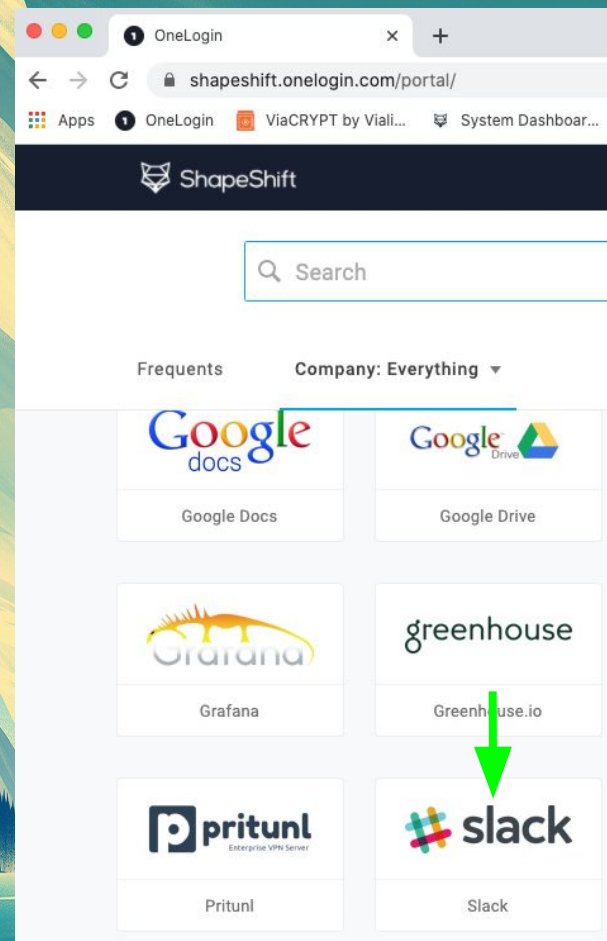 OneLogin
shapeshift.onelogin.com/portal/
Apps OneLogin ViaCRYPT by Viali... System Dashboar...
ShapeShift
Search
Frequents Company: Everything
Google docs Google Drive
Google Docs Google Drive
Grafana greenhouse
Grafana Greenhouse.io
pritunl slack
Enterprise VPN Server
Pritunl Slack